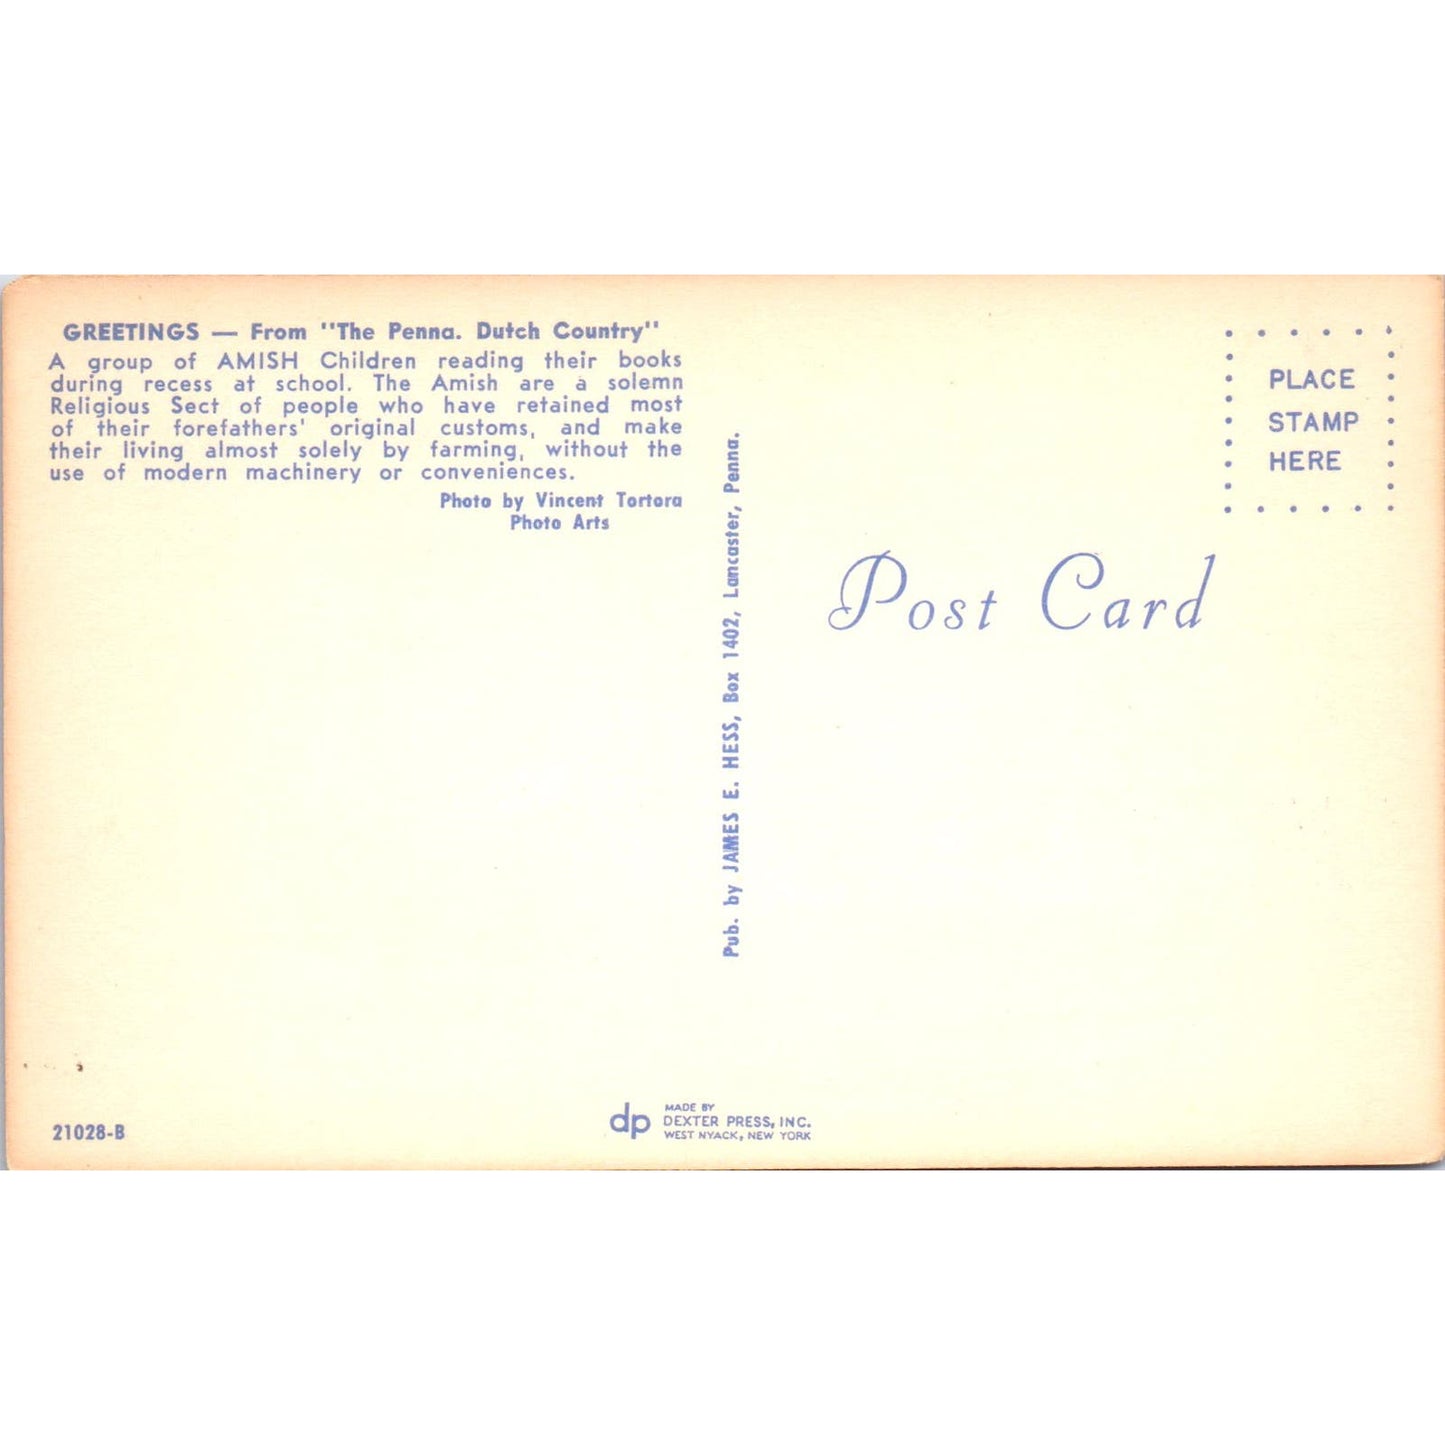 GREETINGS — From "The Penna. Dutch Country"
A group of AMISH Children reading their books
during recess at school. The Amish are a solemn
Religious Sect of people who have retained most
of their forefathers' original customs, and make
their living almost solely by farming, without the
use of modern machinery or conveniences.
Photo by Vincent Tortora
Photo Arts
Pub. by JAMES E. HESS, Box 1402, Lancaster, Penna.
PLACE
STAMP
HERE
Post Card
21028-B
dp
MADE BY
DEXTER PRESS, INC.
WEST NYACK, NEW YORK